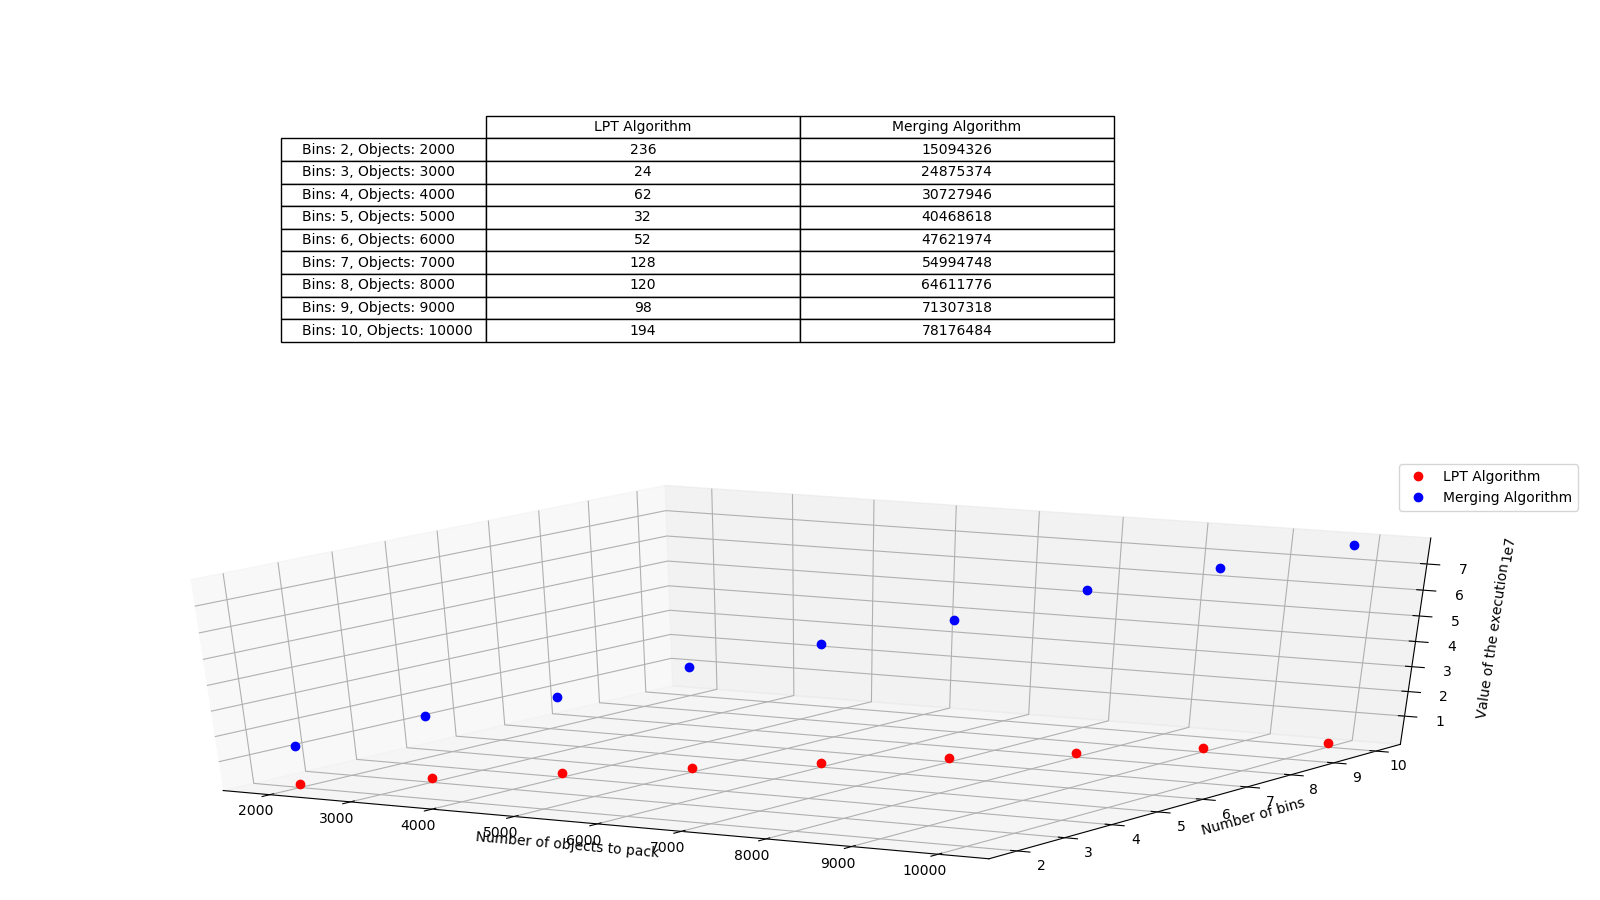 LPT Algorithm Merging Algorithm
Bins: 2, Objects: 2000 236 15094326
Bins: 3, Objects: 3000 24 24875374
Bins: 4, Objects: 4000 62 30727946
Bins: 5, Objects: 5000 32 40468618
Bins: 6, Objects: 6000 52 47621974
Bins: 7, Objects: 7000 128 54994748
Bins: 8, Objects: 8000 120 64611776
Bins: 9, Objects: 9000 98 71307318
Bins: 10, Objects: 10000 194 78176484
LPT Algorithm
Merging Algorithm
1e7
7
6
5
4
3
2
1
Value of the execution
10
9
8
7
6
5
4
3
2
Number of bins
2000
3000
4000
5000
6000
7000
8000
9000
10000
Number of objects to pack